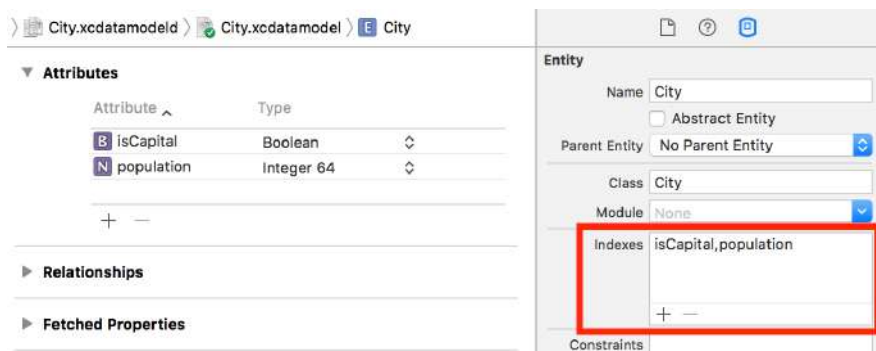 City.xcdatamodeld City.xcdatamodel E City
Attributes
Attribute Type
B isCapital Boolean
N population Integer 64
+ −
Relationships
Fetched Properties
?
Entity
Name City
Abstract Entity
Parent Entity No Parent Entity
Class City
Module None
Indexes isCapital,population
+ −
Constraints